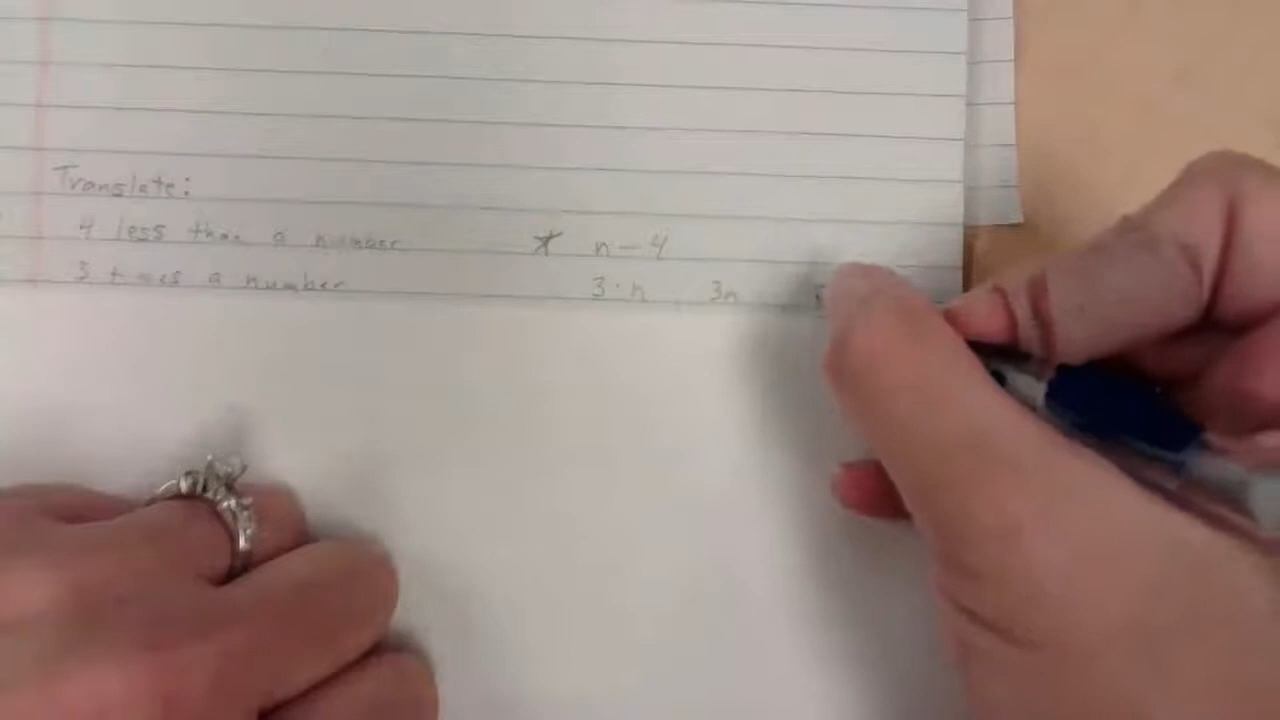 Translate:
4 less than a number * n-4
3 times a number 3·n, 3n,